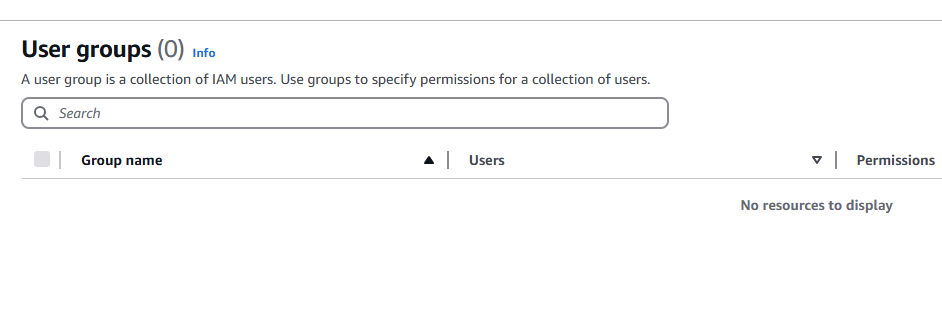 User groups (0) Info
A user group is a collection of IAM users. Use groups to specify permissions for a collection of users.
Search
Group name Users Permissions
No resources to display